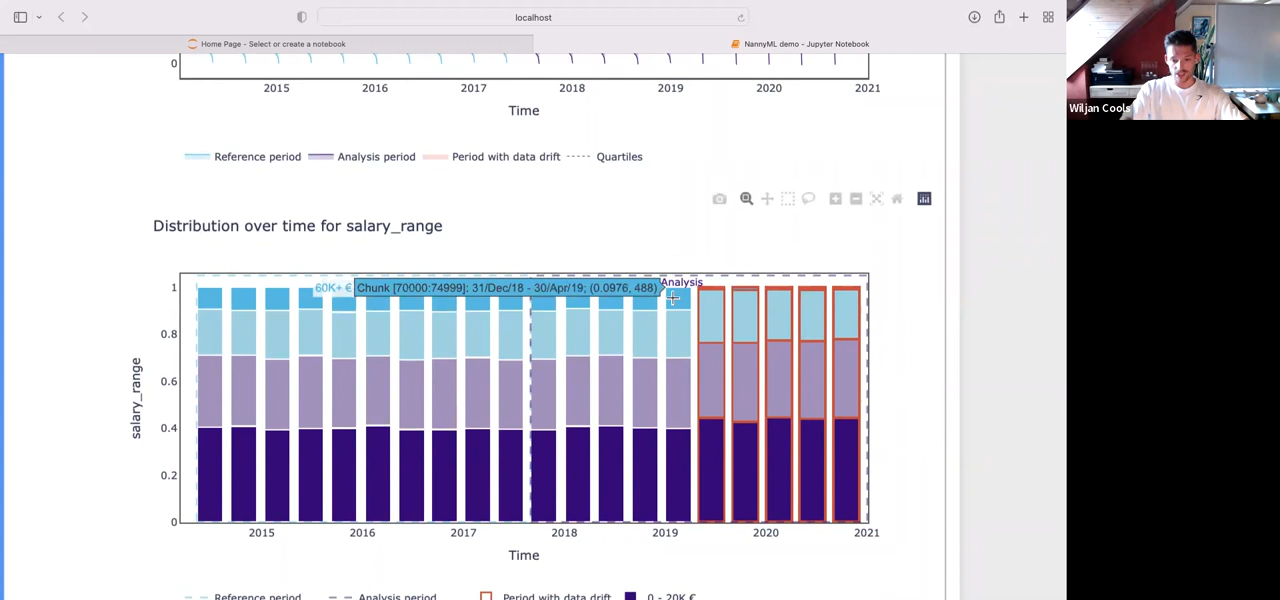 localhost
Home Page - Select or create a notebook
NannyML demo - Jupyter Notebook
Wiljan Cools
0
2015 2016 2017 2018 2019 2020 2021
Time
Reference period Analysis period Period with data drift Quartiles
Distribution over time for salary_range
Analysis
60K+ € Chunk [70000:74999]: 31/Dec/18 - 30/Apr/19; (0.0976, 488)
1
0.8
0.6
0.4
0.2
0
salary_range
2015 2016 2017 2018 2019 2020 2021
Time
Reference period Analysis period Period with data drift 0 - 20K €